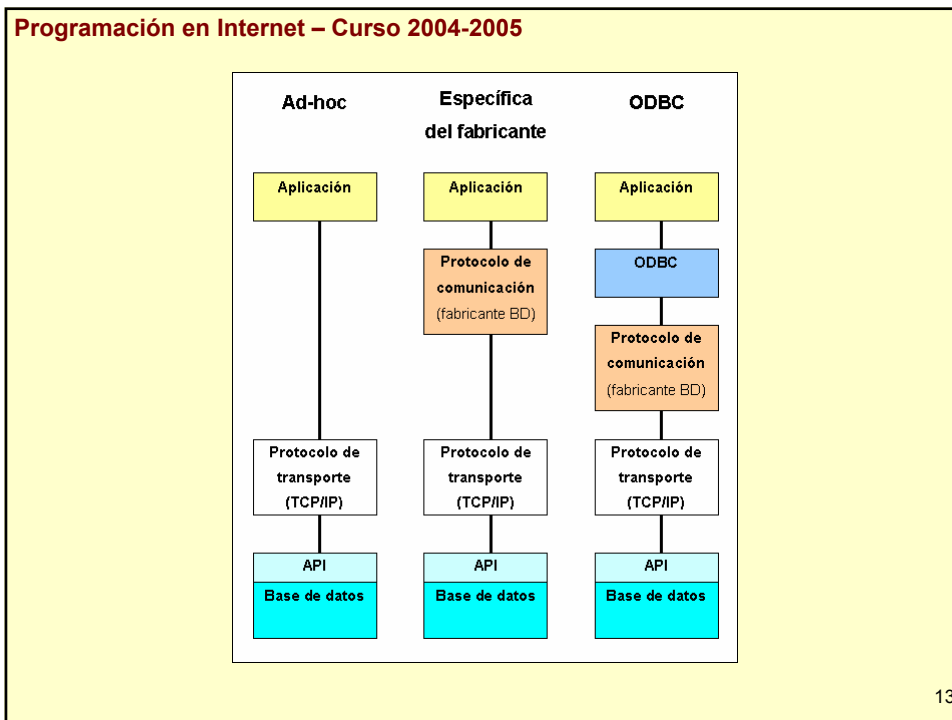 Programación en Internet – Curso 2004-2005
Ad-hoc
Aplicación
Protocolo de
transporte
(TCP/IP)
API
Base de datos
Específica
del fabricante
Aplicación
Protocolo de
comunicación
(fabricante BD)
Protocolo de
transporte
(TCP/IP)
API
Base de datos
ODBC
Aplicación
ODBC
Protocolo de
comunicación
(fabricante BD)
Protocolo de
transporte
(TCP/IP)
API
Base de datos
13